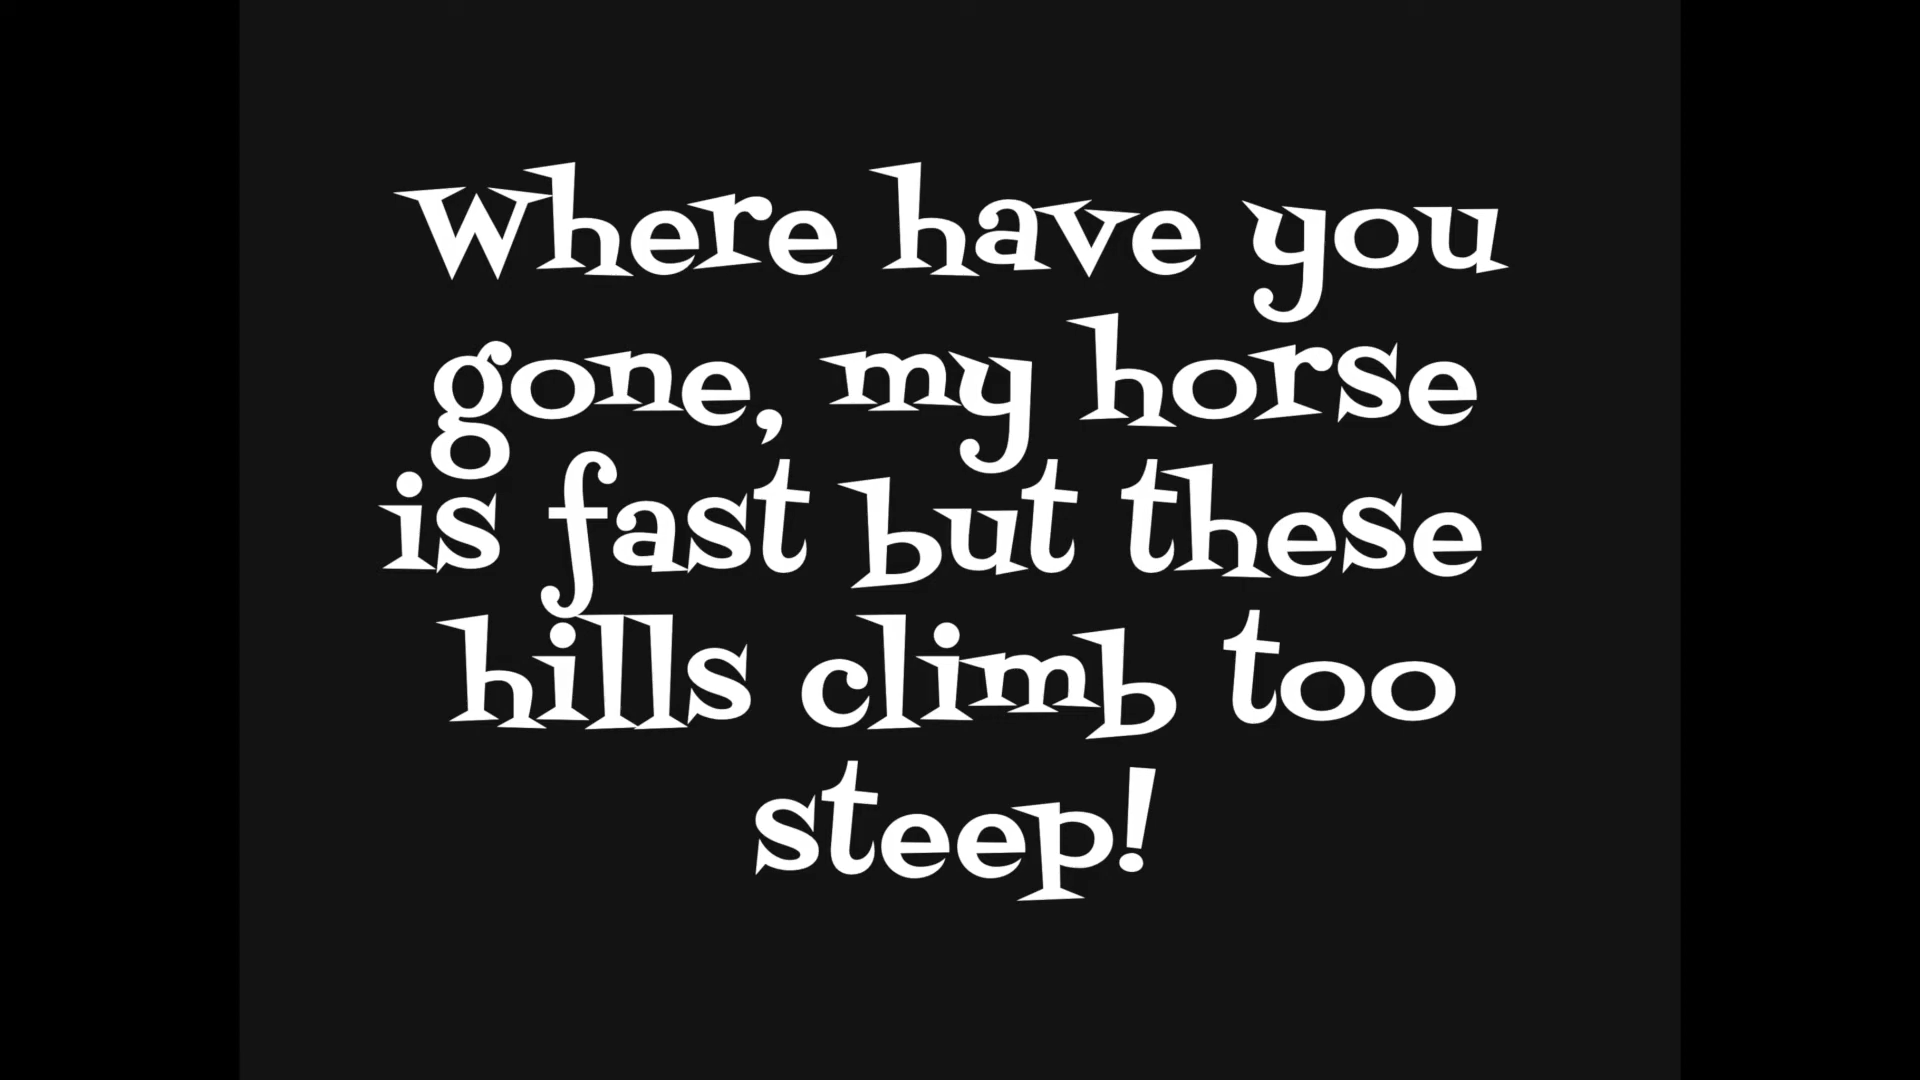 Where have you
gone, my horse
is fast but these
hills climb too
steep!